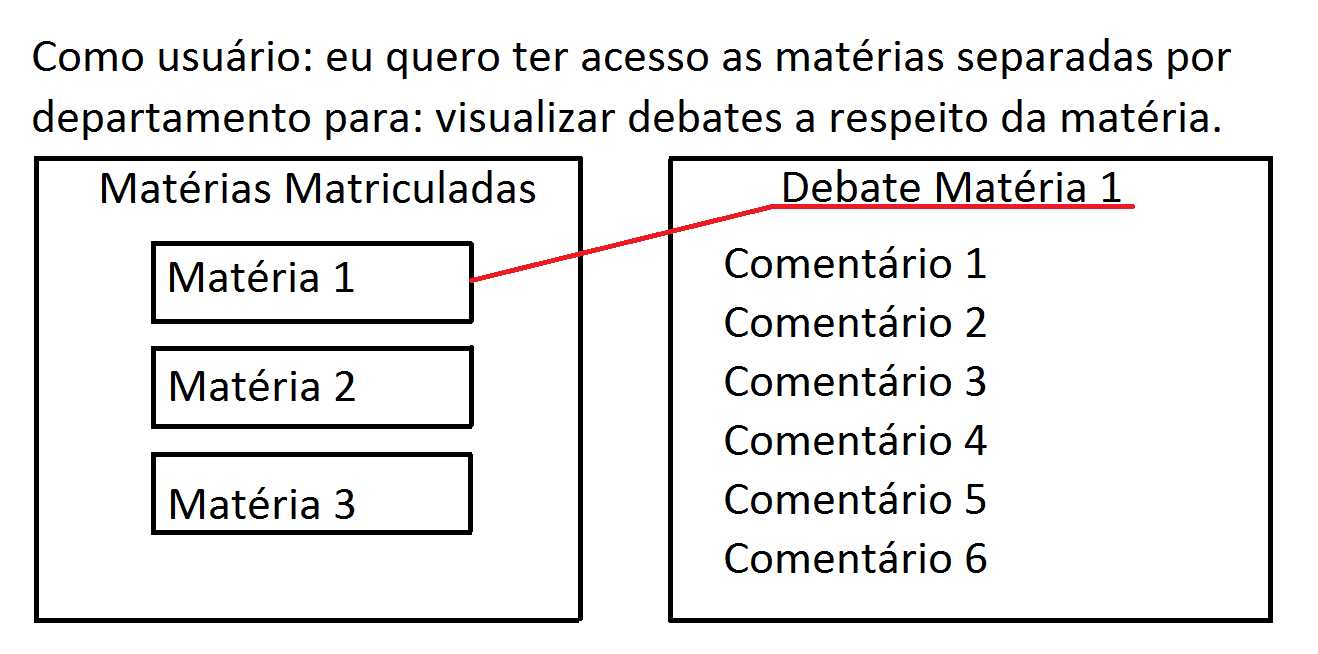 Como usuário: eu quero ter acesso as matérias separadas por
departamento para: visualizar debates a respeito da matéria.
Matérias Matriculadas
Matéria 1
Matéria 2
Matéria 3
Debate Matéria 1
Comentário 1
Comentário 2
Comentário 3
Comentário 4
Comentário 5
Comentário 6